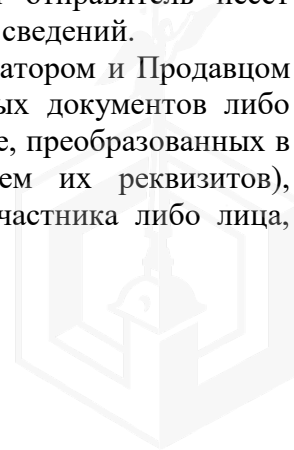 отправитель несет
сведений.
атором и Продавцом
ых документов либо
е, преобразованных в
ем их реквизитов),
частника либо лица,